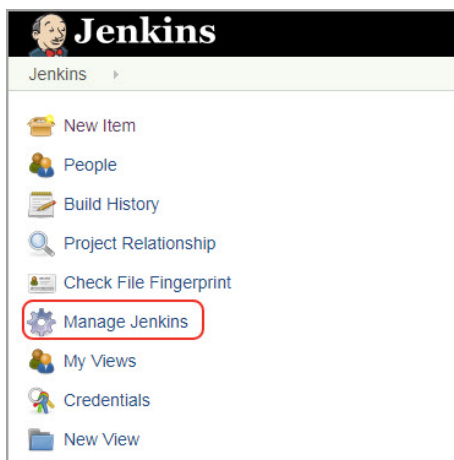 Jenkins
Jenkins
New Item
People
Build History
Project Relationship
Check File Fingerprint
Manage Jenkins
My Views
Credentials
New View